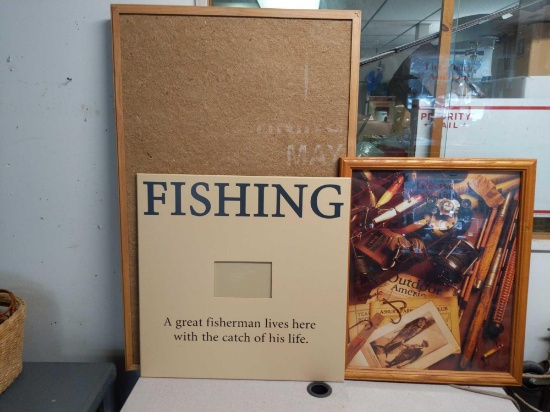 MAY
PRIORITY
MAIL
FISHING
A great fisherman lives here
with the catch of his life.
Outdoor
America